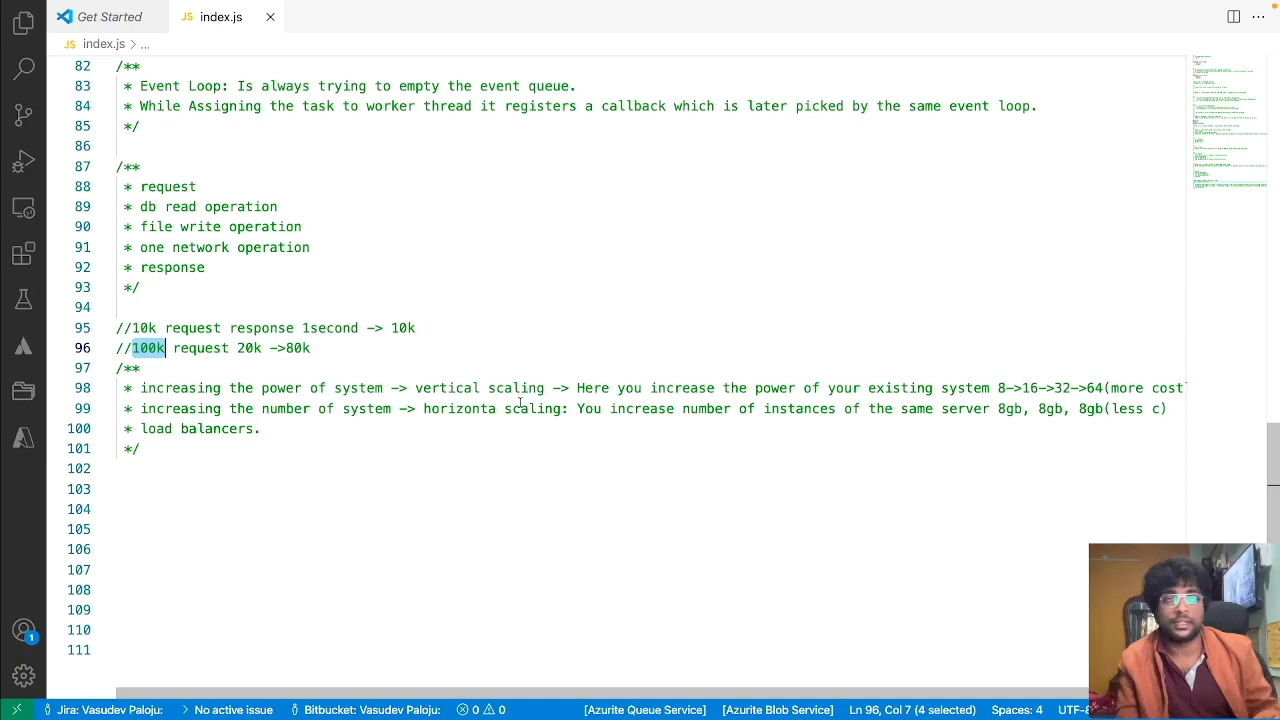 Get Started
JS index.js
JS index.js > ...
82 /**
83 * Event Loop: Is always trying to empty the event queue.
84 * While Assigning the task to worker thread it registers a callback which is later picked by the same event loop.
85 */
86
87 /**
88 * request
89 * db read operation
90 * file write operation
91 * one network operation
92 * response
93 */
94
95 //10k request response 1second -> 10k
96 //100k request 20k ->80k
97 /**
98 * increasing the power of system -> vertical scaling -> Here you increase the power of your existing system 8->16->32->64(more cost
99 * increasing the number of system -> horizonta scaling: You increase number of instances of the same server 8gb, 8gb, 8gb(less c)
100 * load balancers.
101 */
102
103
104
105
106
107
108
109
110
111
1
Jira: Vasudev Paloju: No active issue Bitbucket: Vasudev Paloju: 0 0 [Azurite Queue Service] [Azurite Blob Service] Ln 96, Col 7 (4 selected) Spaces: 4 UTF-8